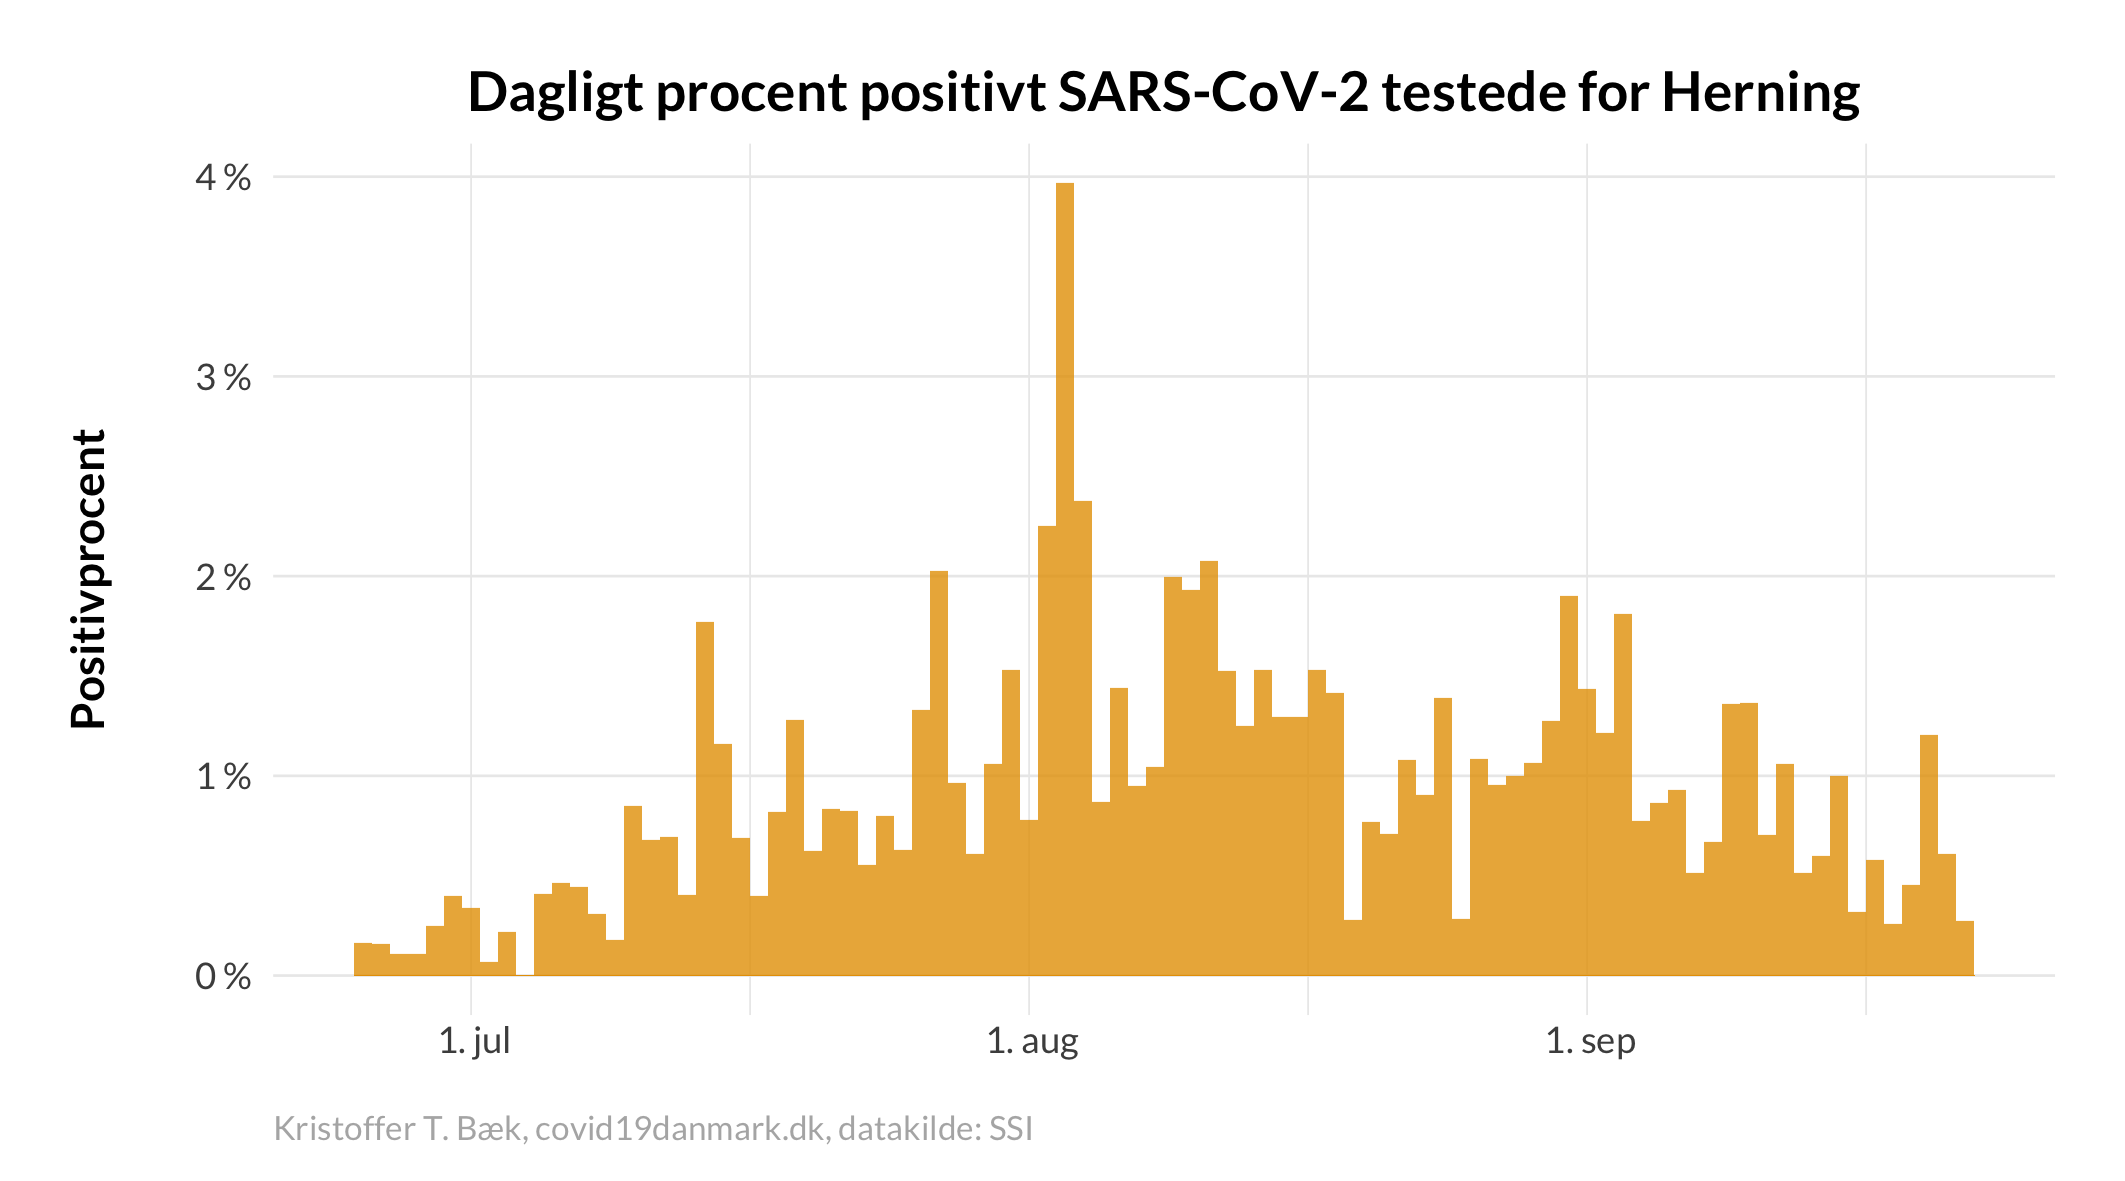 Dagligt procent positivt SARS-CoV-2 testede for Herning
Positivprocent
4 %
3 %
2 %
1 %
0 %
1. jul
1. aug
1. sep
Kristoffer T. Bæk, covid19danmark.dk, datakilde: SSI